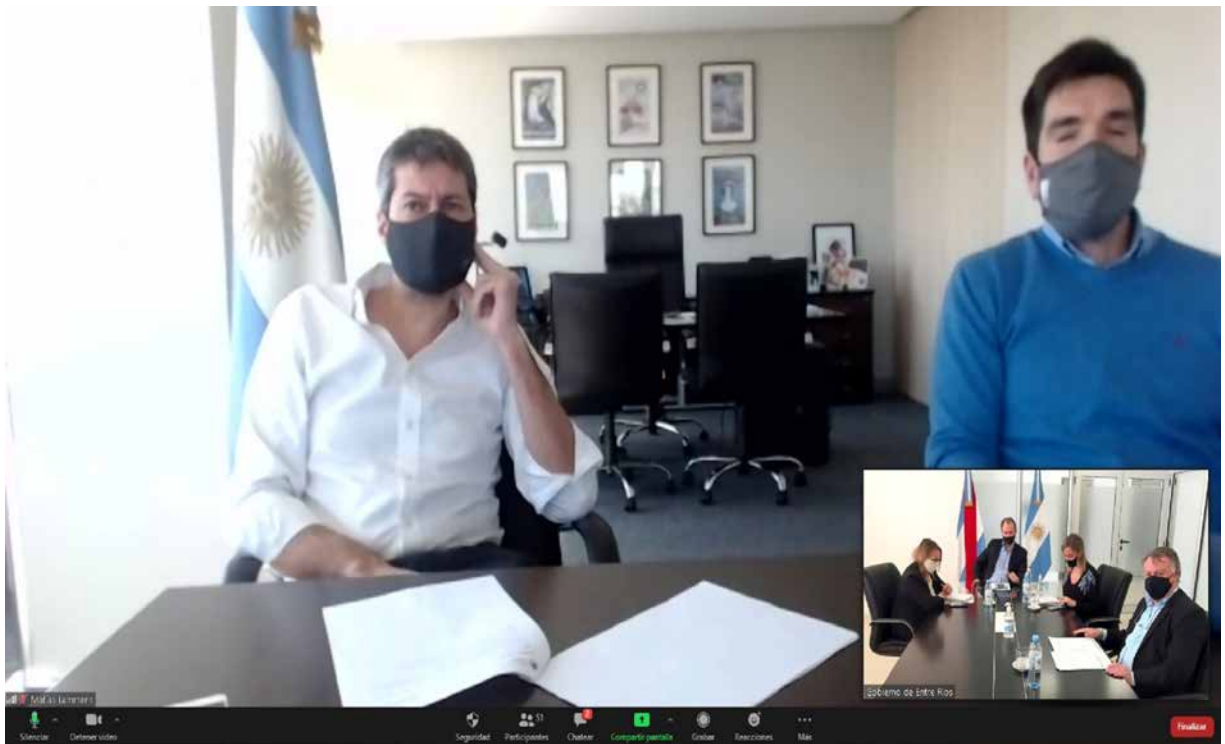 Matías Lammens
Gobierno de Entre Ríos
Silenciar
Detener video
Seguridad
51
Participantes
2
Chatear
Compartir pantalla
Grabar
Reacciones
Más
Finalizar